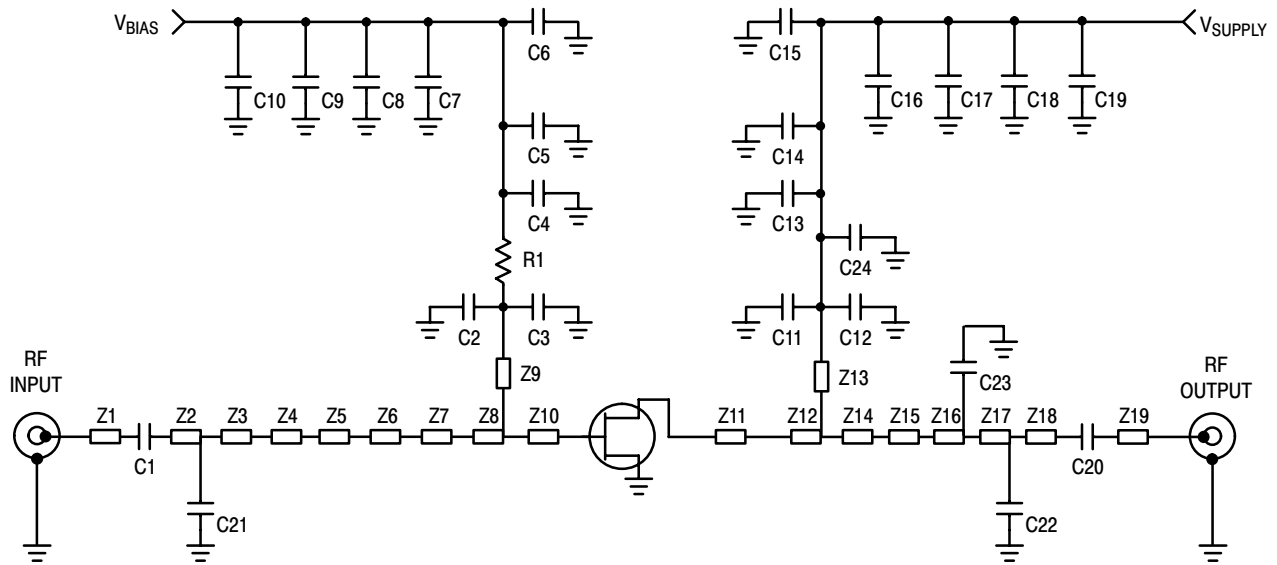 VBIAS
C6
C15
VSUPPLY
C10
C9
C8
C7
C16
C17
C18
C19
C5
C14
C4
C13
R1
C24
C2
C3
C11
C12
RF
INPUT
Z9
Z13
C23
RF
OUTPUT
Z1
Z2
Z3
Z4
Z5
Z6
Z7
Z8
Z10
Z11
Z12
Z14
Z15
Z16
Z17
Z18
Z19
C1
C20
C21
C22